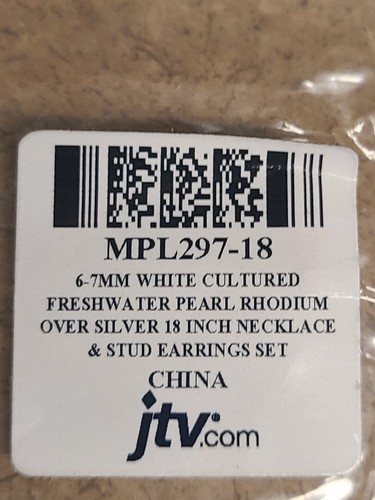 MPL297-18
6-7MM WHITE CULTURED
FRESHWATER PEARL RHODIUM
OVER SILVER 18 INCH NECKLACE
& STUD EARRINGS SET
CHINA
jtv®.com